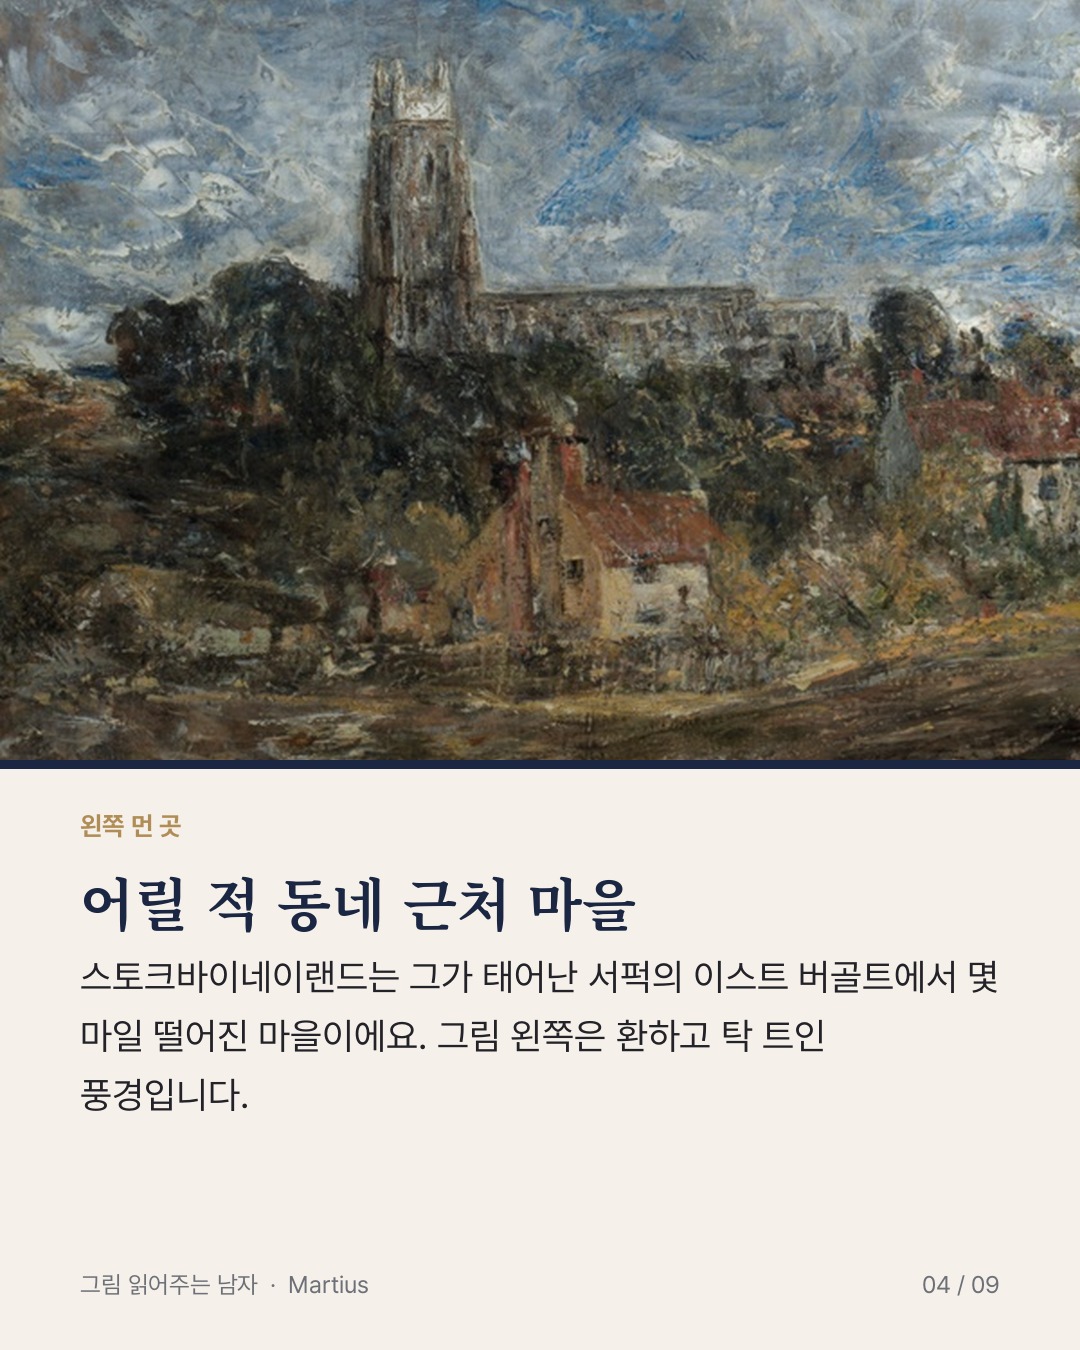 왼쪽 먼 곳
어릴 적 동네 근처 마을
스토크바이네이랜드는 그가 태어난 서퍽의 이스트 버골트에서 몇
마일 떨어진 마을이에요. 그림 왼쪽은 환하고 탁 트인
풍경입니다.
그림 읽어주는 남자 · Martius
04 / 09